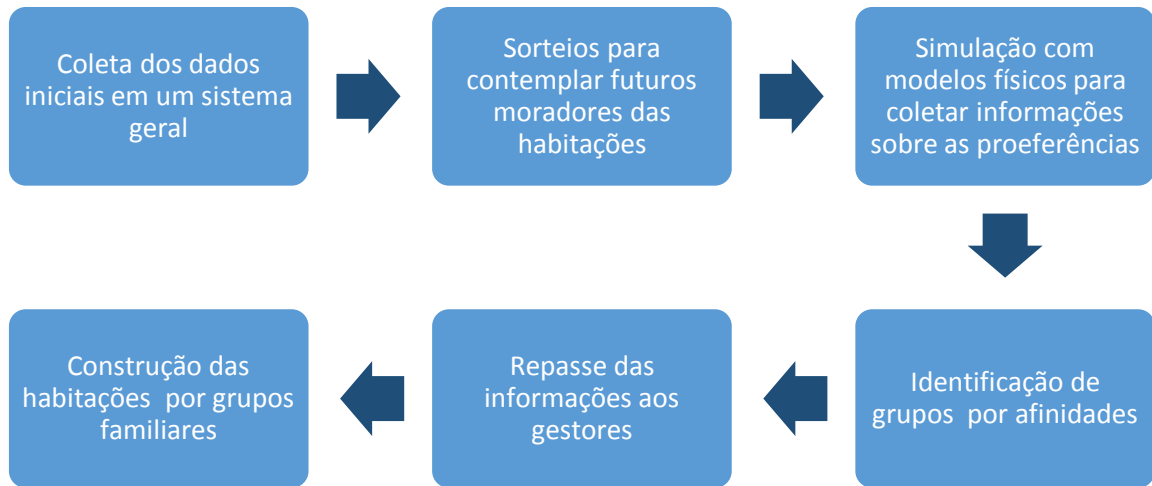 Coleta dos dados
iniciais em um sistema
geral
Sorteios para
contemplar futuros
moradores das
habitações
Simulação com
modelos físicos para
coletar informações
sobre as proeferências
Identificação de
grupos  por afinidades
Repasse das
informações aos
gestores
Construção das
habitações  por grupos
familiares